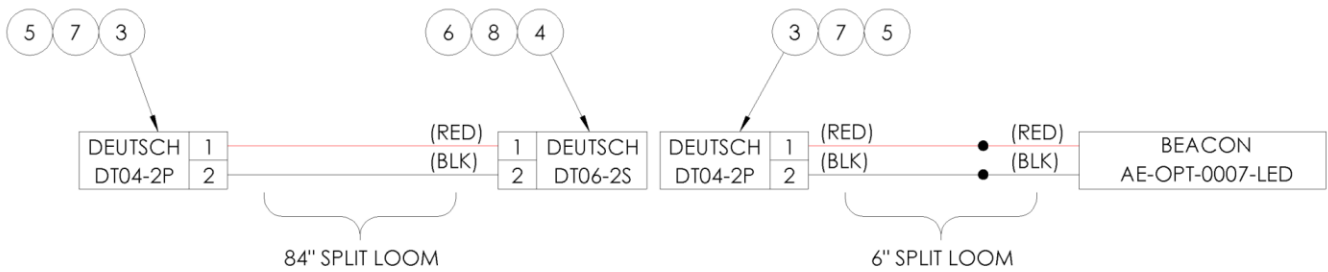 5 7 3 6 8 4 3 7 5
(RED) (RED) (RED)
DEUTSCH 1 1 DEUTSCH DEUTSCH 1 BEACON
(BLK) (BLK) (BLK)
DT04-2P 2 2 DT06-2S DT04-2P 2 AE-OPT-0007-LED
84" SPLIT LOOM 6" SPLIT LOOM